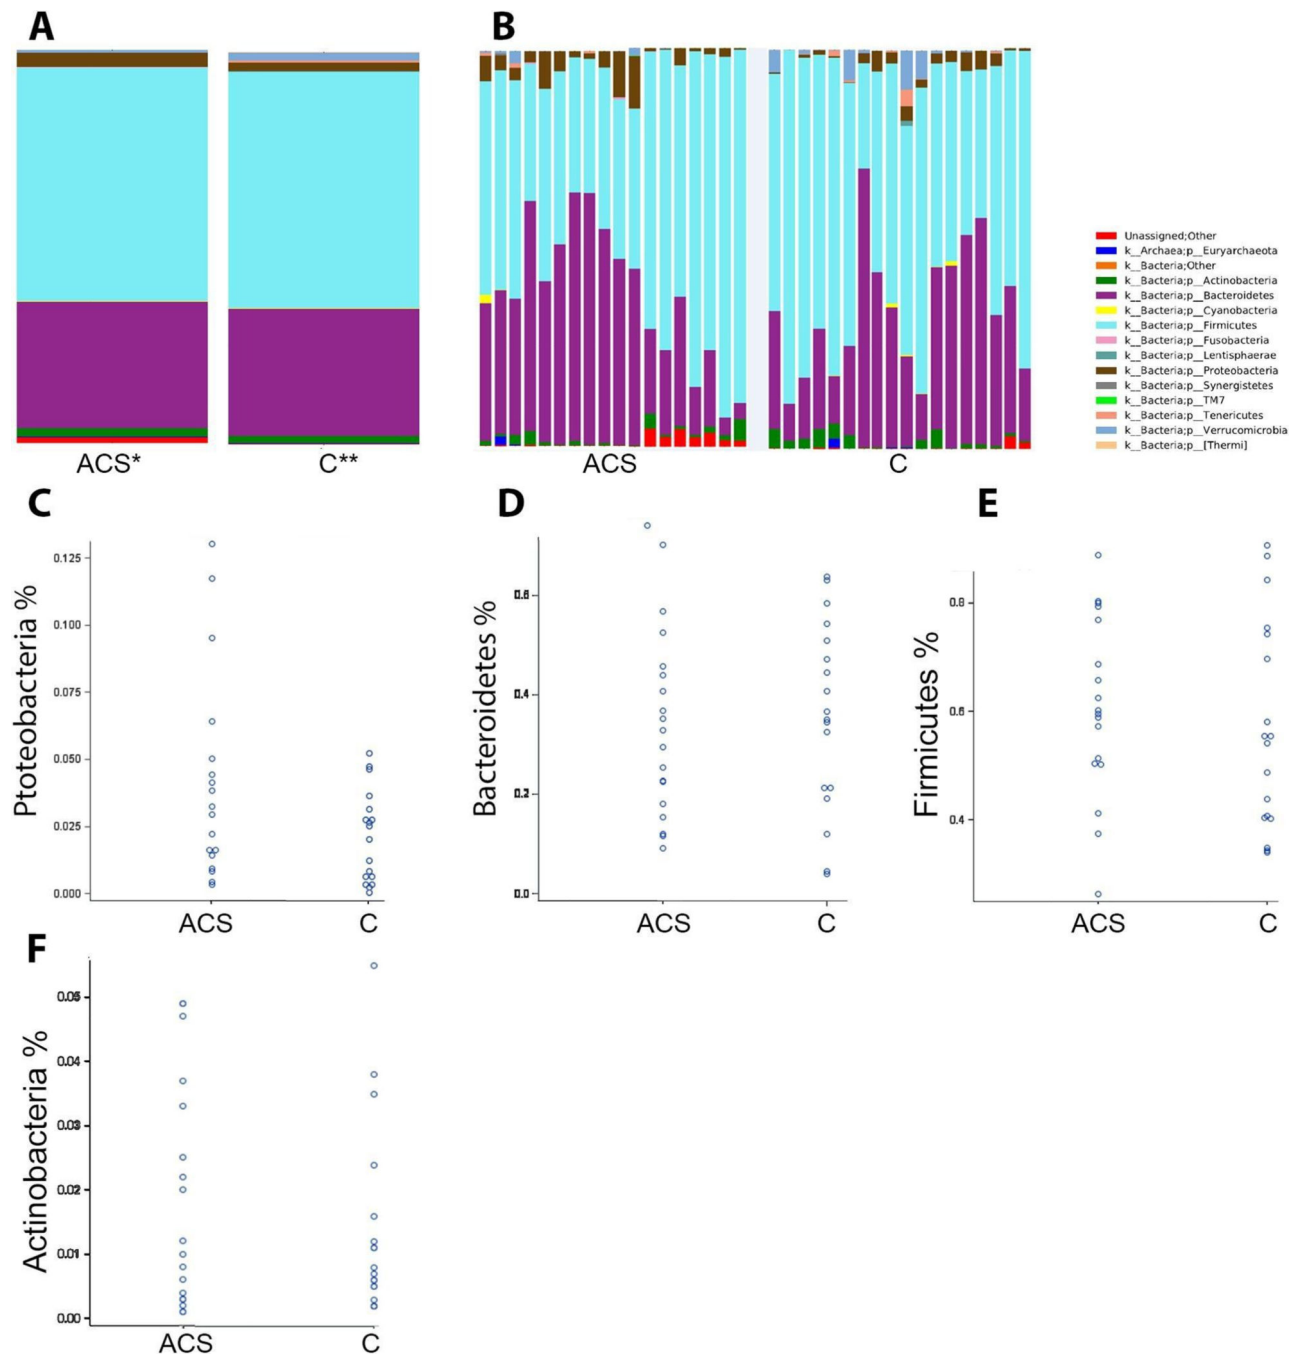 A
B
ACS*
C**
ACS
C
Unassigned;Other
k__Archaea;p__Euryarchaeota
k__Bacteria;Other
k__Bacteria;p__Actinobacteria
k__Bacteria;p__Bacteroidetes
k__Bacteria;p__Cyanobacteria
k__Bacteria;p__Firmicutes
k__Bacteria;p__Fusobacteria
k__Bacteria;p__Lentisphaerae
k__Bacteria;p__Proteobacteria
k__Bacteria;p__Synergistetes
k__Bacteria;p__TM7
k__Bacteria;p__Tenericutes
k__Bacteria;p__Verrucomicrobia
k__Bacteria;p__[Thermi]
C
Ptoteobacteria %
0.125
0.100
0.075
0.050
0.025
0.000
ACS
C
D
Bacteroidetes %
0.6
0.4
0.2
0.0
ACS
C
E
Firmicutes %
0.8
0.6
0.4
ACS
C
F
Actinobacteria %
0.05
0.04
0.03
0.02
0.01
0.00
ACS
C